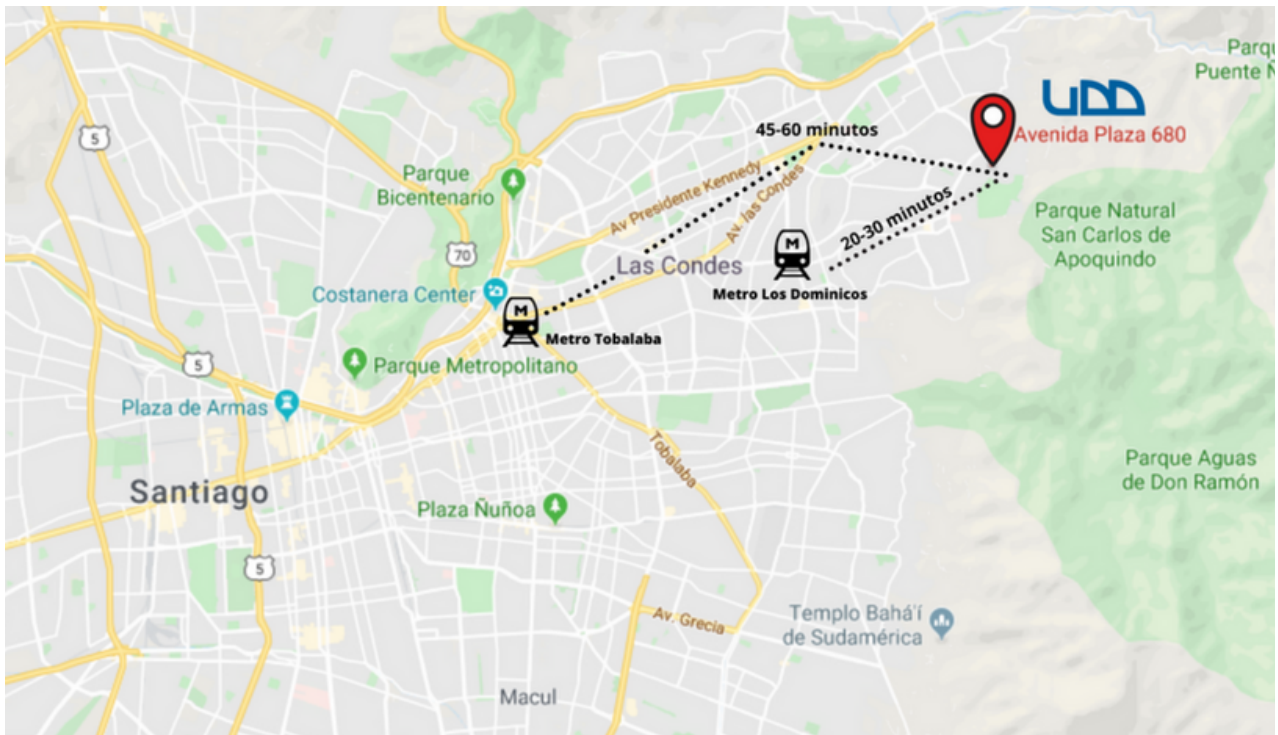 Parqu
Puente Ñ
5
UDD
45-60 minutos
Avenida Plaza 680
Parque
Bicentenario
Av Presidente Kennedy
Av. las Condes
20-30 minutos
Parque Natural
San Carlos de
Apoquindo
70
M
Las Condes
Costanera Center
Metro Los Dominicos
M
Metro Tobalaba
5
Parque Metropolitano
Plaza de Armas
Tobalaba
Parque Aguas
de Don Ramón
Santiago
Plaza Ñuñoa
5
Av. Grecia
Templo Bahá'í
de Sudamérica
Macul